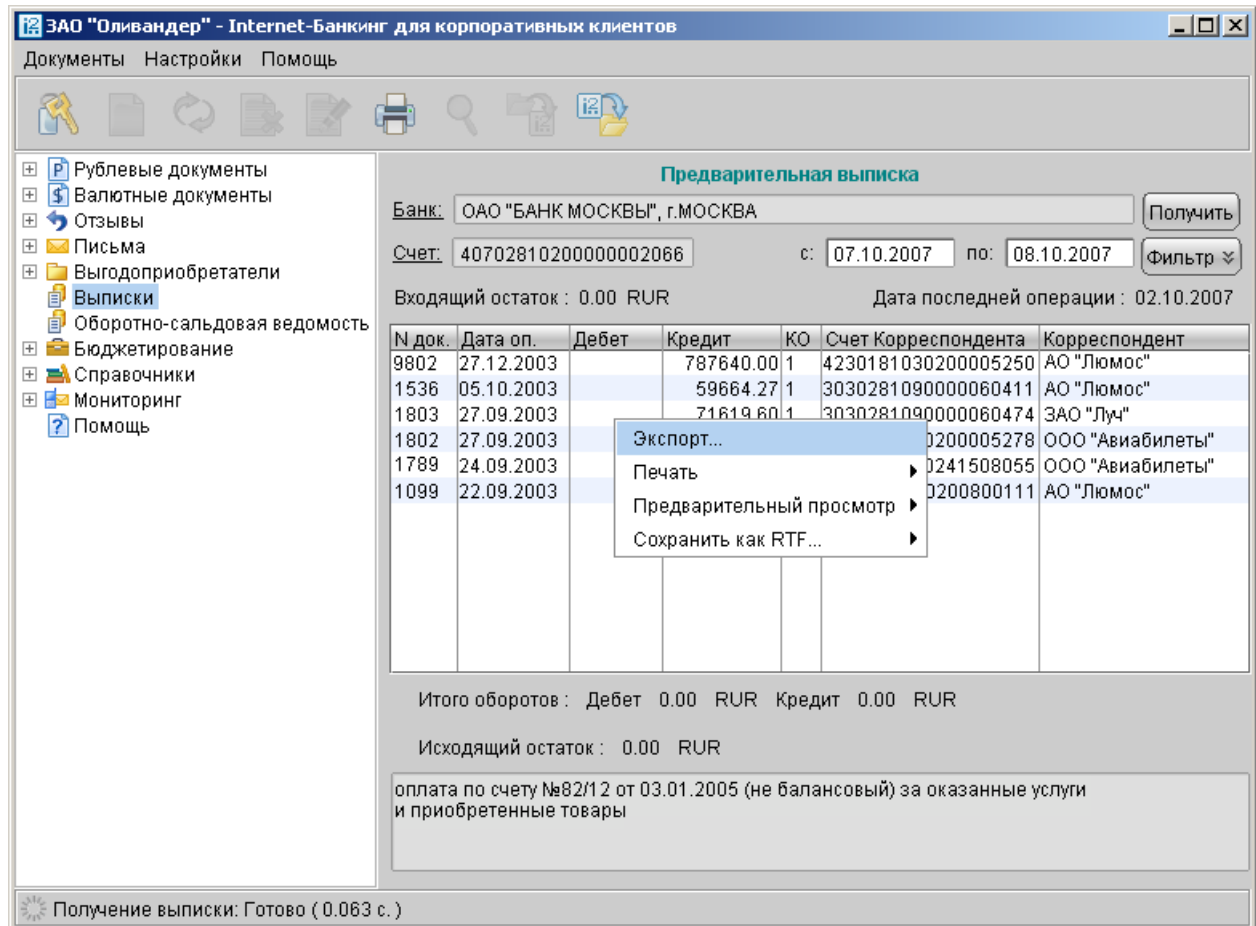 ЗАО "Оливандер" - Internet-Банкинг для корпоративных клиентов
Документы Настройки Помощь
Рублевые документы
Валютные документы
Отзывы
Письма
Выгодоприобретатели
Выписки
Оборотно-сальдовая ведомость
Бюджетирование
Справочники
Мониторинг
Помощь
Предварительная выписка
Банк: ОАО "БАНК МОСКВЫ", г.МОСКВА Получить
Счет: 40702810200000002066 с: 07.10.2007 по: 08.10.2007 Фильтр
Входящий остаток : 0.00 RUR Дата последней операции : 02.10.2007
N док. Дата оп. Дебет Кредит КО Счет Корреспондента Корреспондент
9802 27.12.2003 787640.00 1 42301810300200005250 АО "Люмос"
1536 05.10.2003 59664.27 1 30302810900000060411 АО "Люмос"
1803 27.09.2003 71619.60 1 30302810900000060474 ЗАО "Луч"
1802 27.09.2003 0200005278 ООО "Авиабилеты"
1789 24.09.2003 0241508055 ООО "Авиабилеты"
1099 22.09.2003 0200800111 АО "Люмос"
Экспорт...
Печать
Предварительный просмотр
Сохранить как RTF...
Итого оборотов : Дебет 0.00 RUR Кредит 0.00 RUR
Исходящий остаток : 0.00 RUR
оплата по счету №82/12 от 03.01.2005 (не балансовый) за оказанные услуги
и приобретенные товары
Получение выписки: Готово ( 0.063 с. )